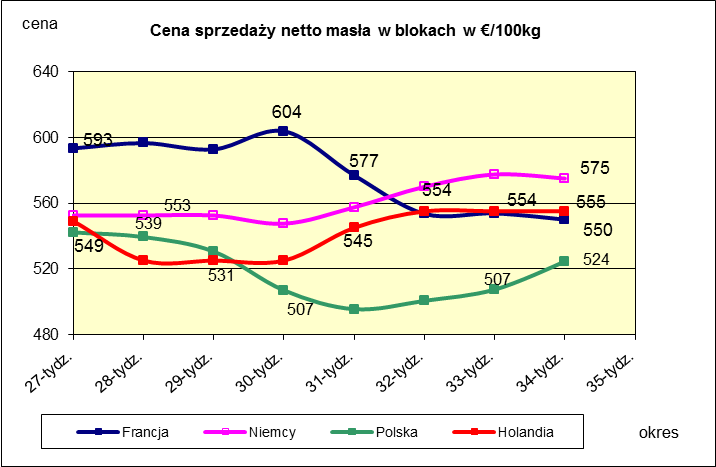 cena
Cena sprzedaży netto masła w blokach w €/100kg
640
600
560
520
480
593
604
577
575
553
554
554
555
549
539
545
550
531
507
507
524
27-tydz.
28-tydz.
29-tydz.
30-tydz.
31-tydz.
32-tydz.
33-tydz.
34-tydz.
35-tydz.
Francja
Niemcy
Polska
Holandia
okres